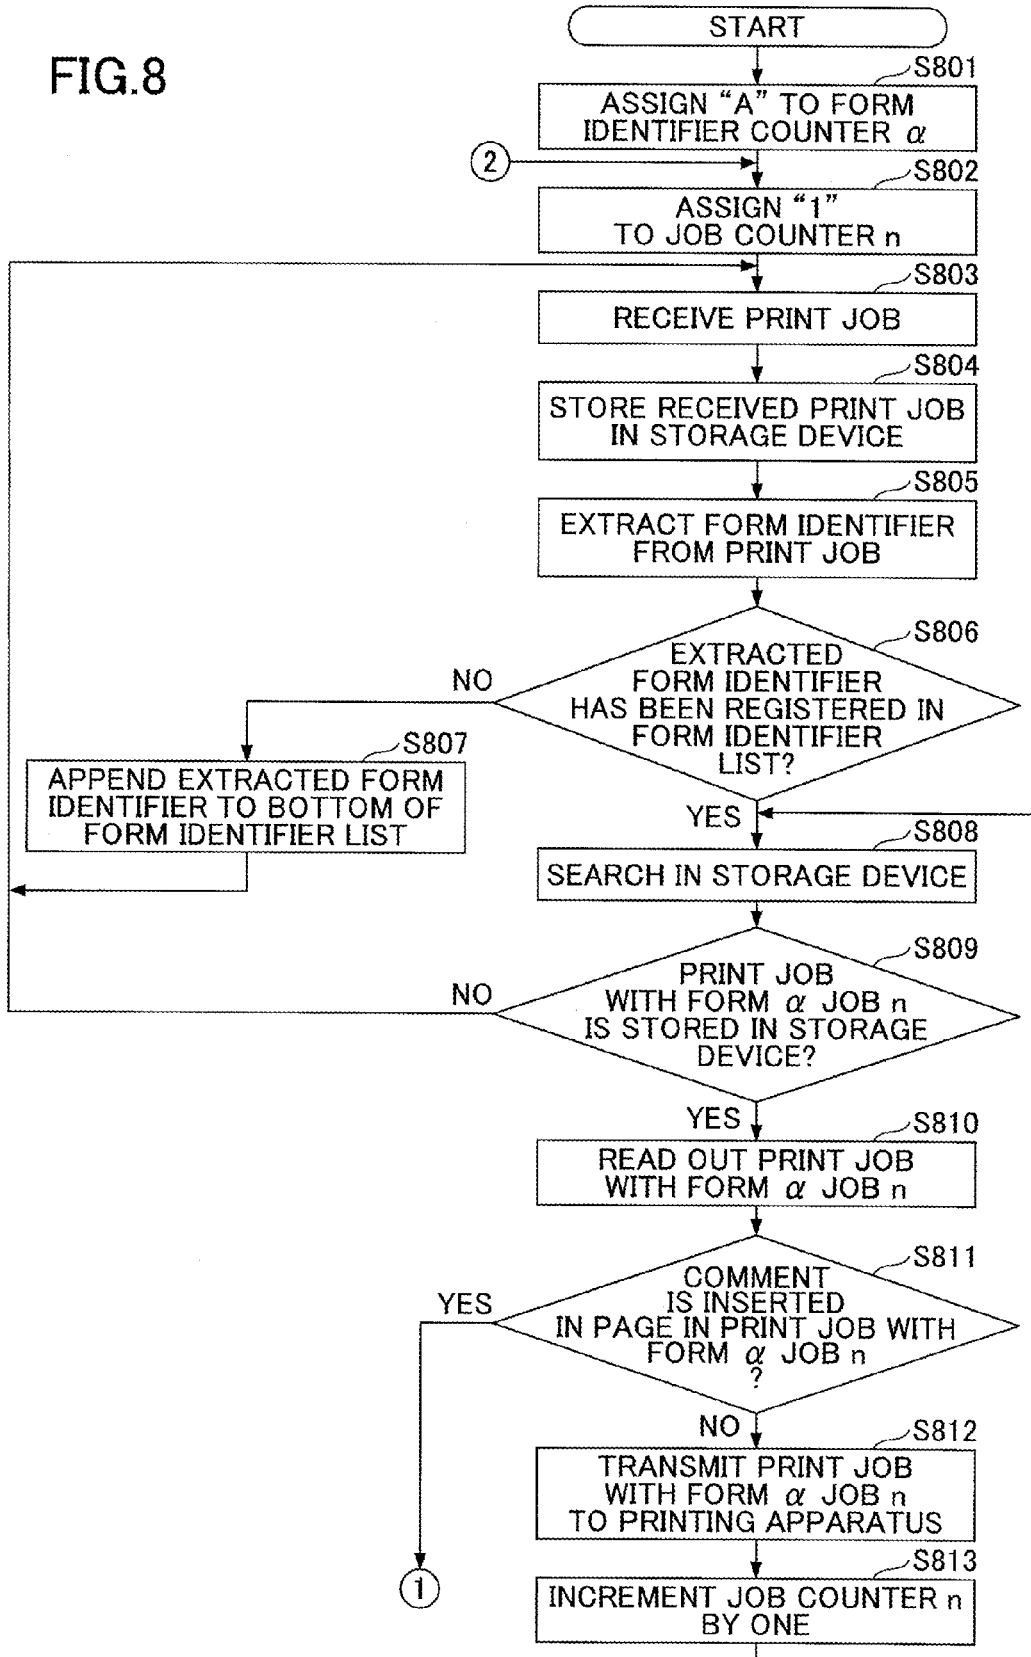 START
FIG.8
S801
ASSIGN “A” TO FORM
IDENTIFIER COUNTER α
2
S802
ASSIGN “1”
TO JOB COUNTER n
S803
RECEIVE PRINT JOB
S804
STORE RECEIVED PRINT JOB
IN STORAGE DEVICE
S805
EXTRACT FORM IDENTIFIER
FROM PRINT JOB
S806
EXTRACTED
FORM IDENTIFIER
HAS BEEN REGISTERED IN
FORM IDENTIFIER
LIST?
NO
S807
APPEND EXTRACTED FORM
IDENTIFIER TO BOTTOM OF
FORM IDENTIFIER LIST
YES
S808
SEARCH IN STORAGE DEVICE
S809
PRINT JOB
WITH FORM α JOB n
IS STORED IN STORAGE
DEVICE?
NO
YES
S810
READ OUT PRINT JOB
WITH FORM α JOB n
S811
COMMENT
IS INSERTED
IN PAGE IN PRINT JOB WITH
FORM α JOB n
?
YES
NO
S812
TRANSMIT PRINT JOB
WITH FORM α JOB n
TO PRINTING APPARATUS
S813
1
INCREMENT JOB COUNTER n
BY ONE